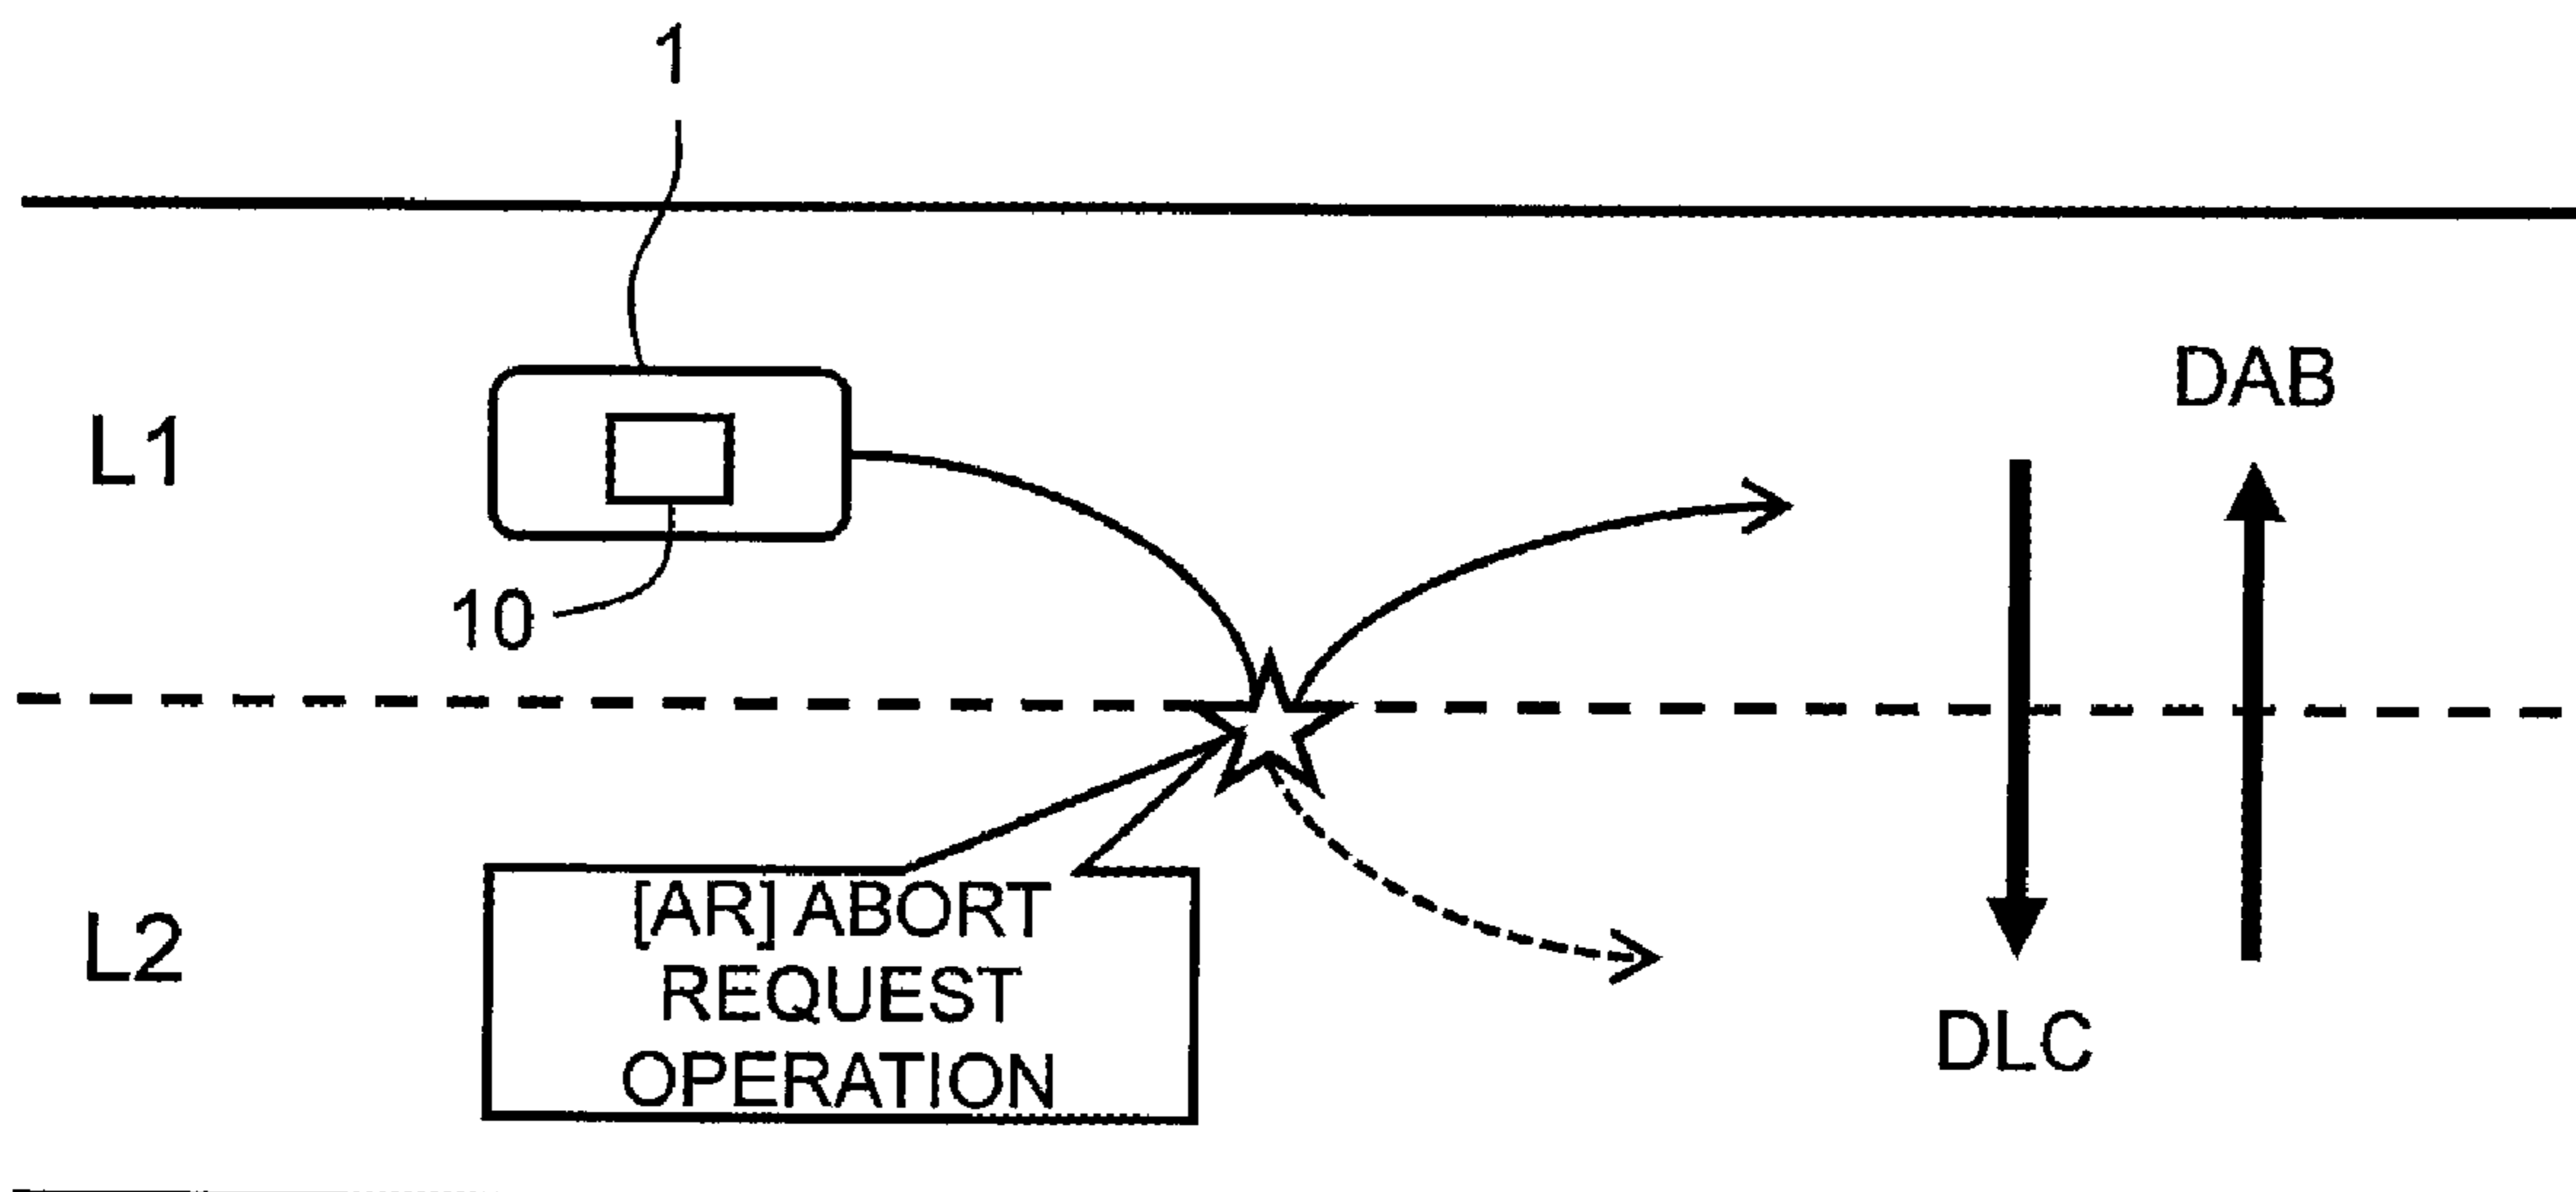 1
DAB
L1
10
[AR] ABORT
REQUEST
OPERATION
L2
DLC